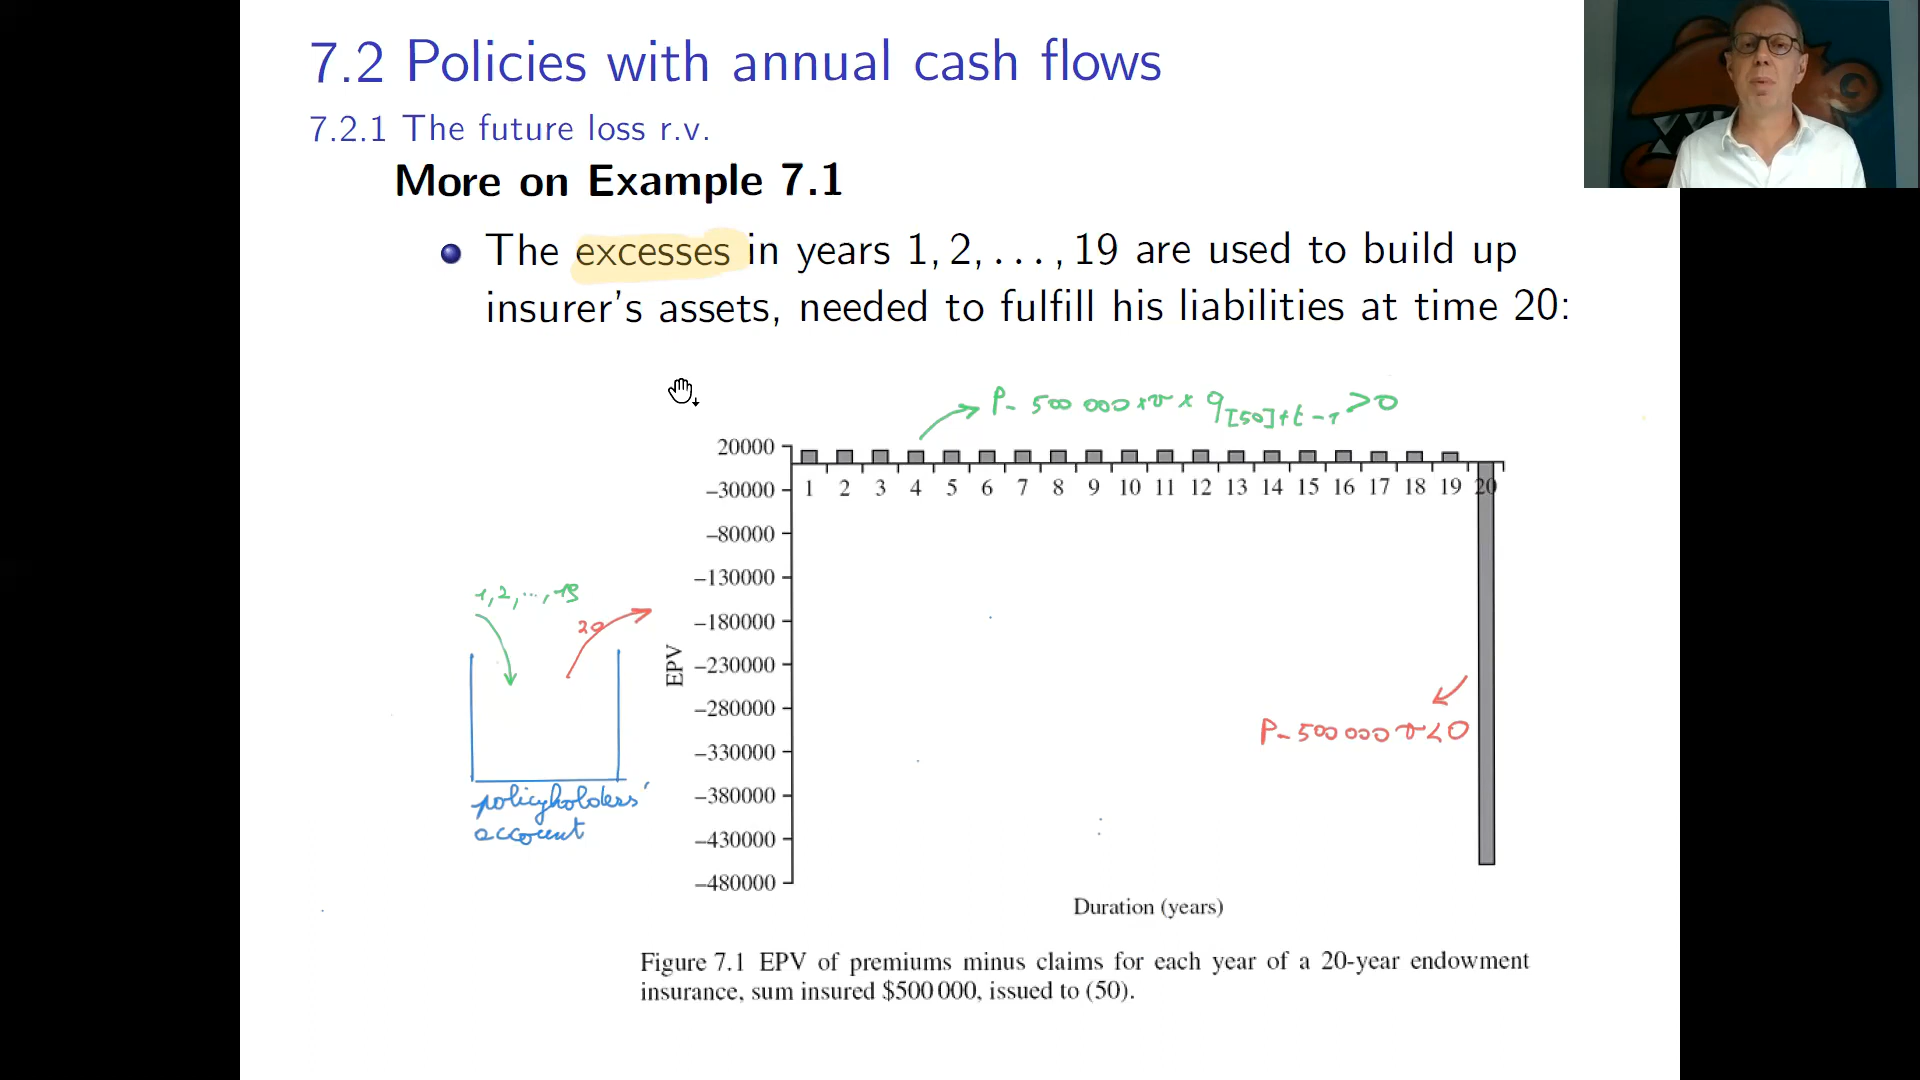 7.2 Policies with annual cash flows
7.2.1 The future loss r.v.
More on Example 7.1
The excesses in years 1, 2, . . . , 19 are used to build up
insurer's assets, needed to fulfill his liabilities at time 20:
P - 500 000 × v × q[50]+t-1 > 0
20000
-30000
-80000
-130000
-180000
-230000
-280000
-330000
-380000
-430000
-480000
EPV
1 2 3 4 5 6 7 8 9 10 11 12 13 14 15 16 17 18 19 20
1, 2, ..., 19
20
policyholders'
account
P - 500 000 v < 0
Duration (years)
Figure 7.1 EPV of premiums minus claims for each year of a 20-year endowment
insurance, sum insured $500 000, issued to (50).